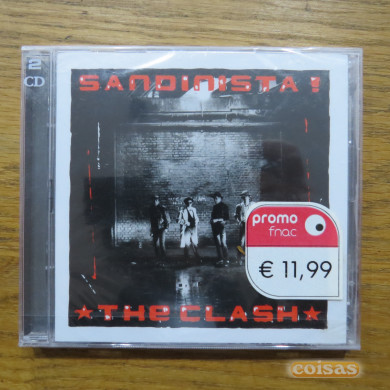 2
CD
SANDINISTA!
promo
fnac
€ 11,99
★THE CLASH★
coisas